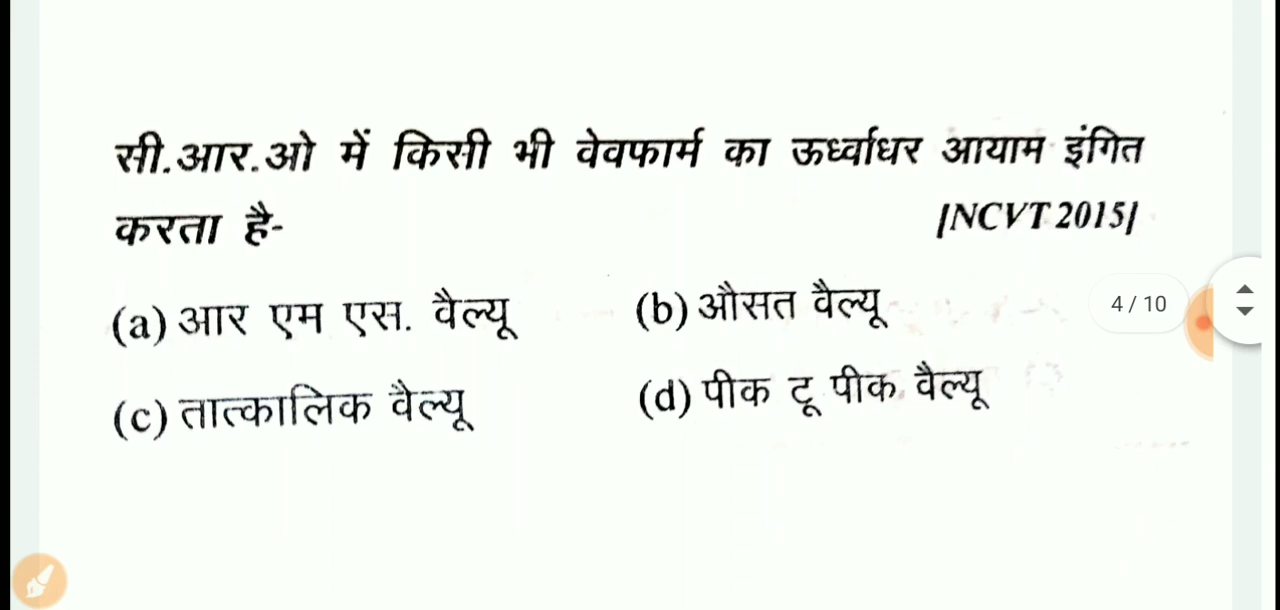 सी.आर.ओ में किसी भी वेवफार्म का ऊर्ध्वाधर आयाम इंगित
करता है- [NCVT 2015]
(a) आर एम एस. वैल्यू (b) औसत वैल्यू
4 / 10
(c) तात्कालिक वैल्यू (d) पीक टू पीक वैल्यू